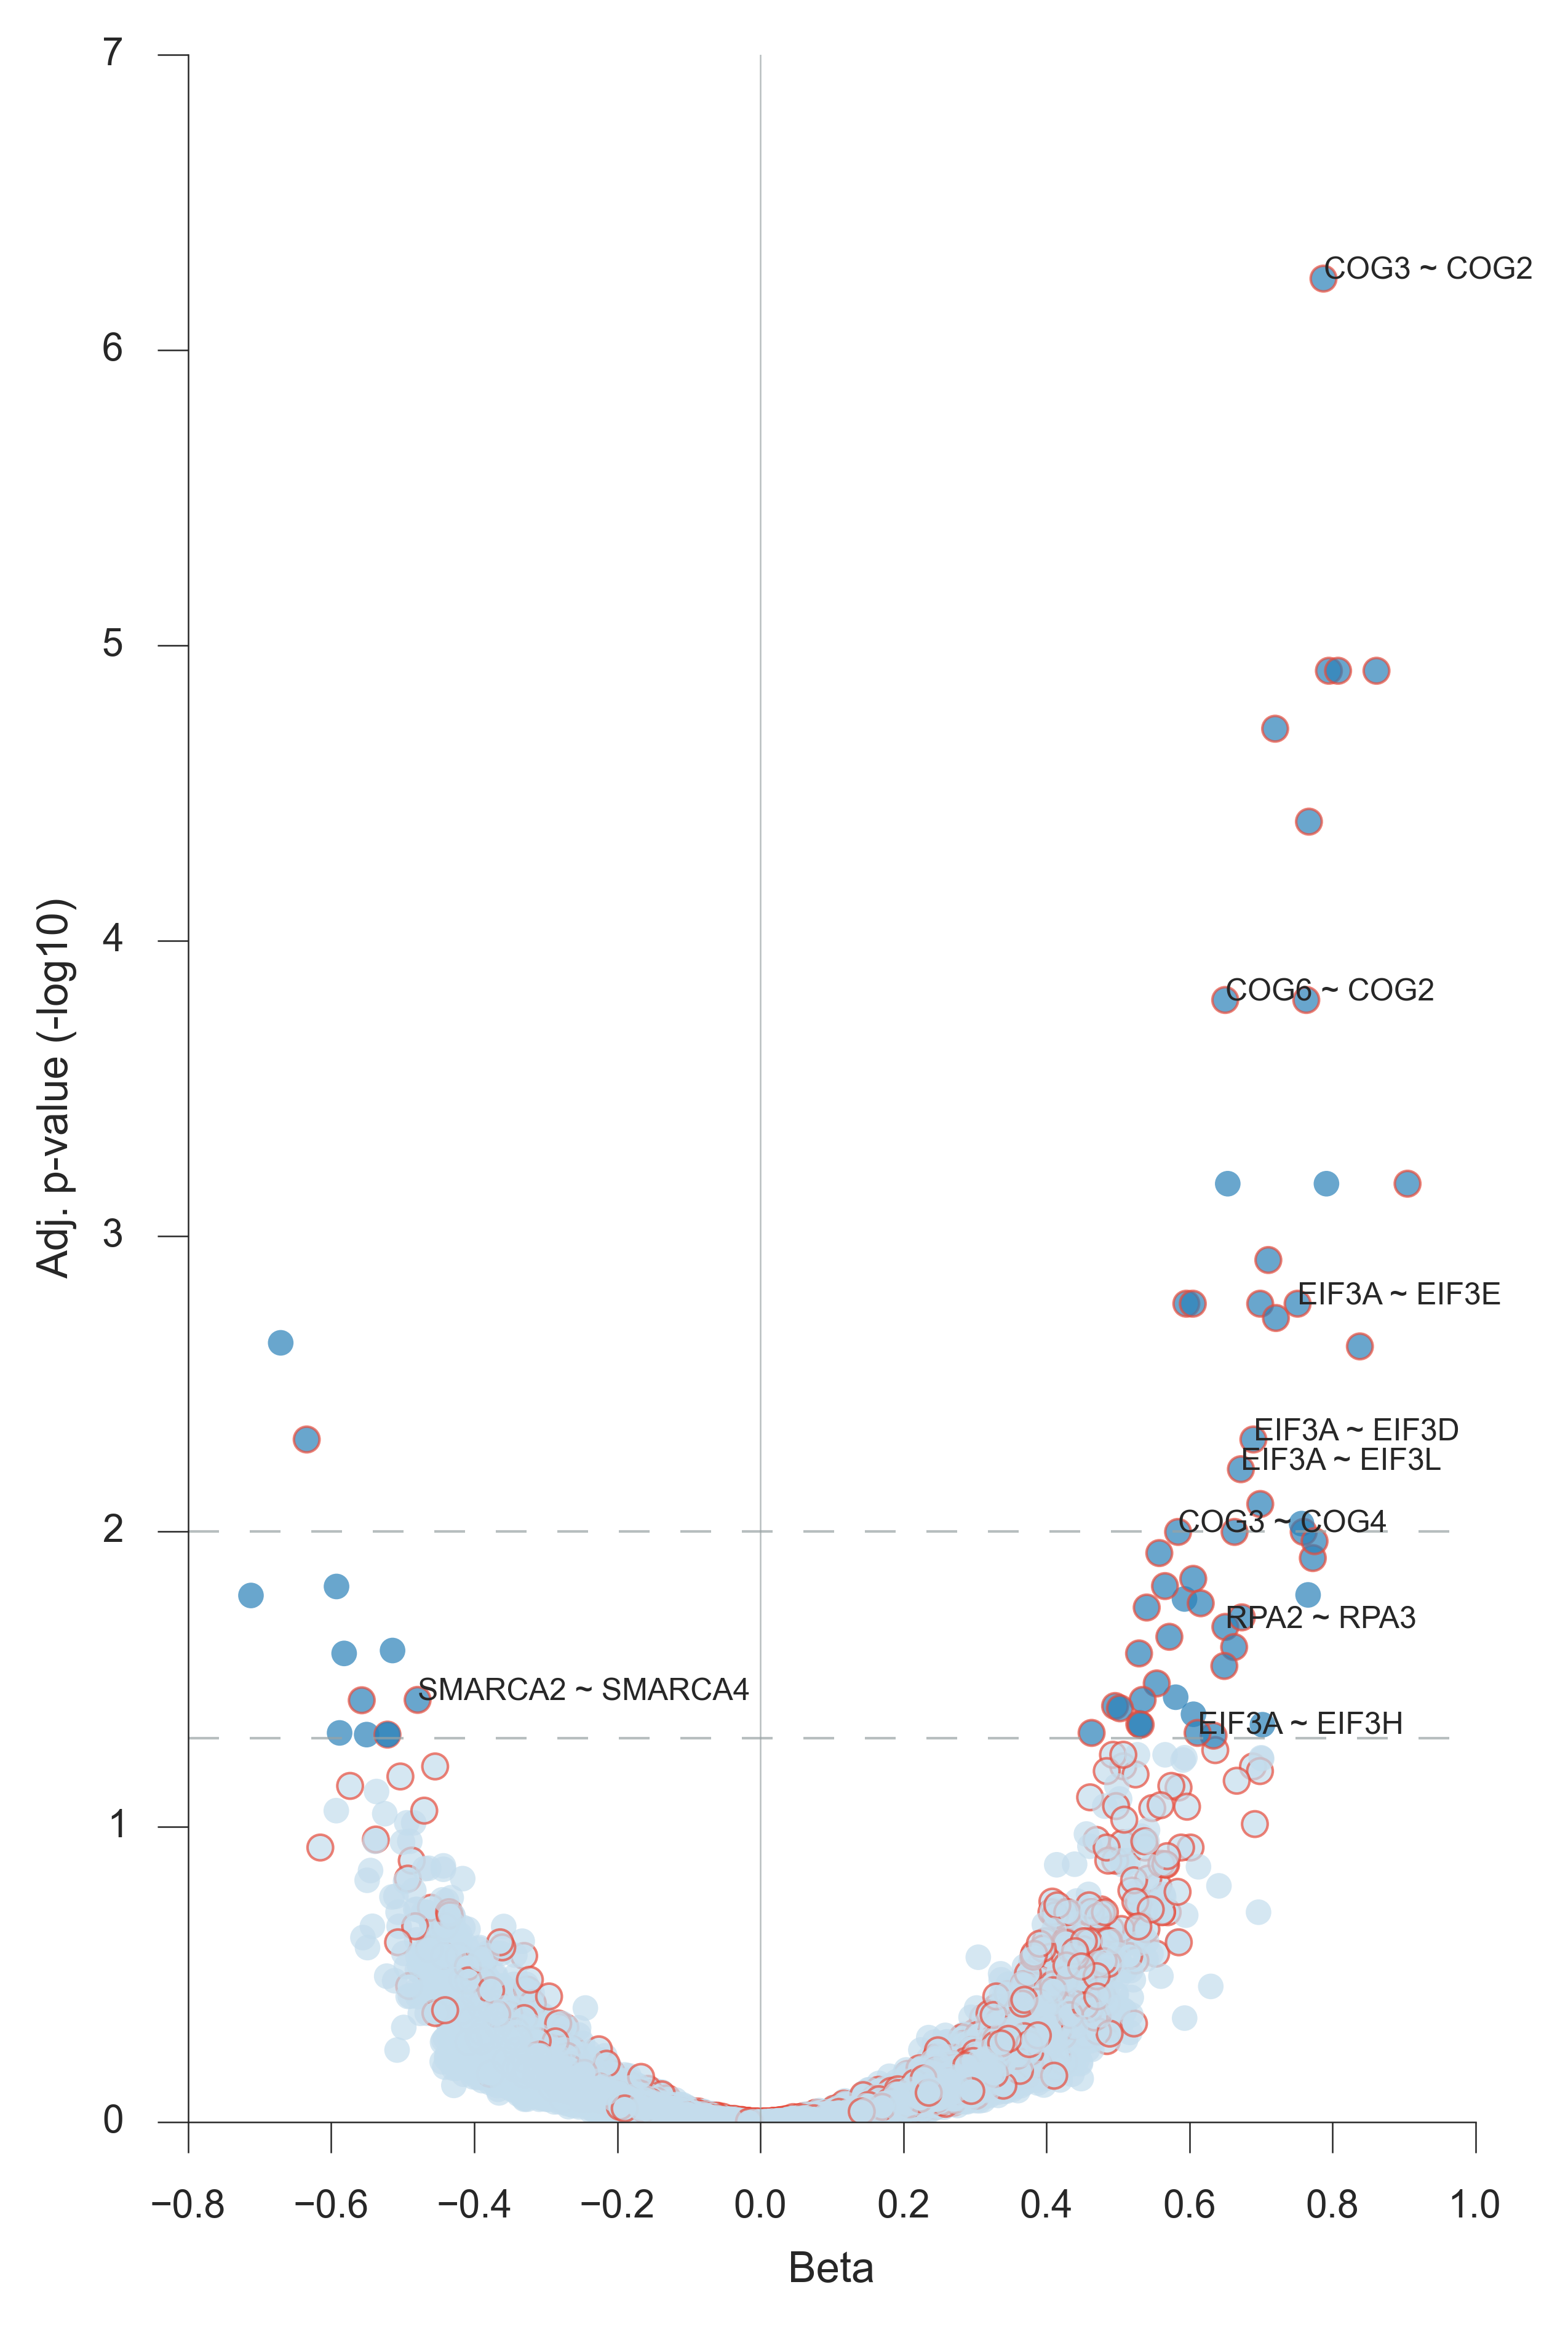 7
COG3 ~ COG2
6
5
4
COG6 ~ COG2
Adj. p-value (-log10)
3
EIF3A ~ EIF3E
EIF3A ~ EIF3D
EIF3A ~ EIF3L
2
COG3 ~ COG4
RPA2 ~ RPA3
SMARCA2 ~ SMARCA4
EIF3A ~ EIF3H
1
0
−0.8 −0.6 −0.4 −0.2 0.0 0.2 0.4 0.6 0.8 1.0
Beta